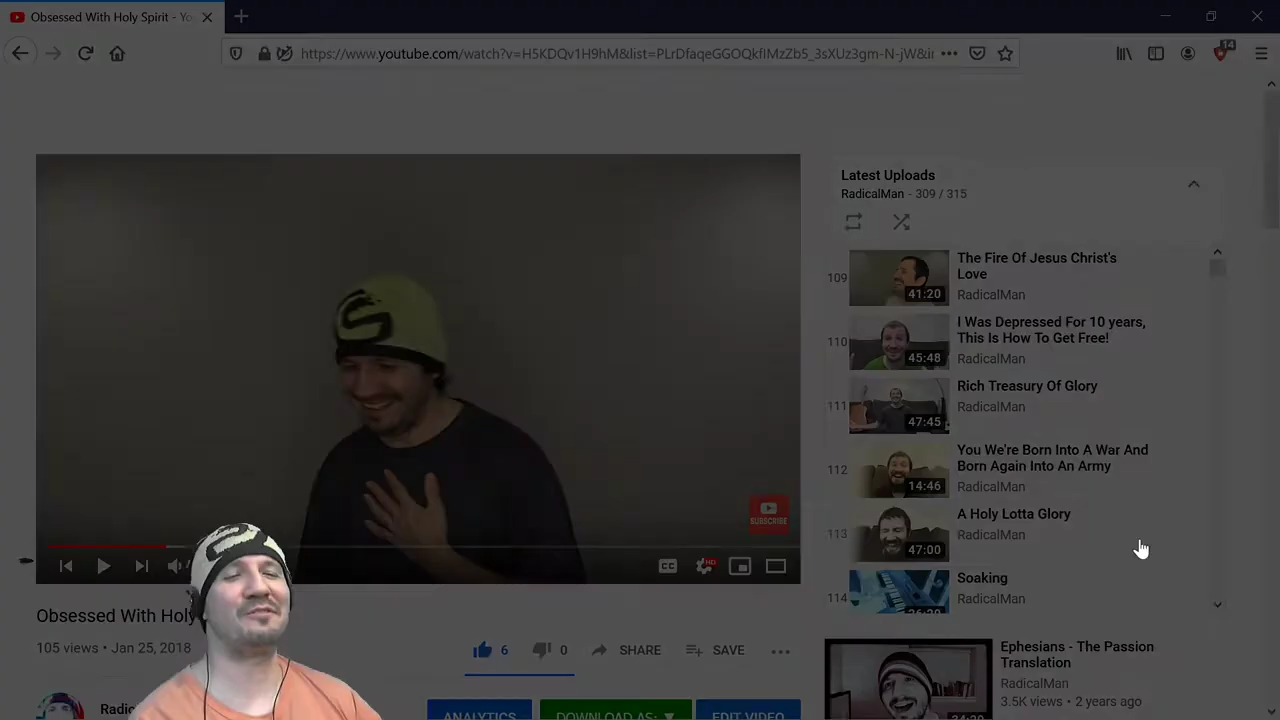 Obsessed With Holy Spirit - Yo
14
https://www.youtube.com/watch?v=H5KDQv1H9hM&list=PLrDfaqeGGOQkflMzZb5_3sXUz3gm-N-jW&i
Latest Uploads
RadicalMan - 309 / 315
109
The Fire Of Jesus Christ's
Love
RadicalMan
41:20
110
I Was Depressed For 10 years,
This Is How To Get Free!
RadicalMan
45:48
111
Rich Treasury Of Glory
RadicalMan
47:45
112
You We're Born Into A War And
Born Again Into An Army
RadicalMan
14:46
113
A Holy Lotta Glory
RadicalMan
47:00
114
Soaking
RadicalMan
SUBSCRIBE
CC
HD
Obsessed With Holy
105 views • Jan 25, 2018
6
0
SHARE
SAVE
Ephesians - The Passion
Translation
RadicalMan
3.5K views • 2 years ago
Radic
ANALYTICS
DOWNLOAD AS: ▼
EDIT VIDEO